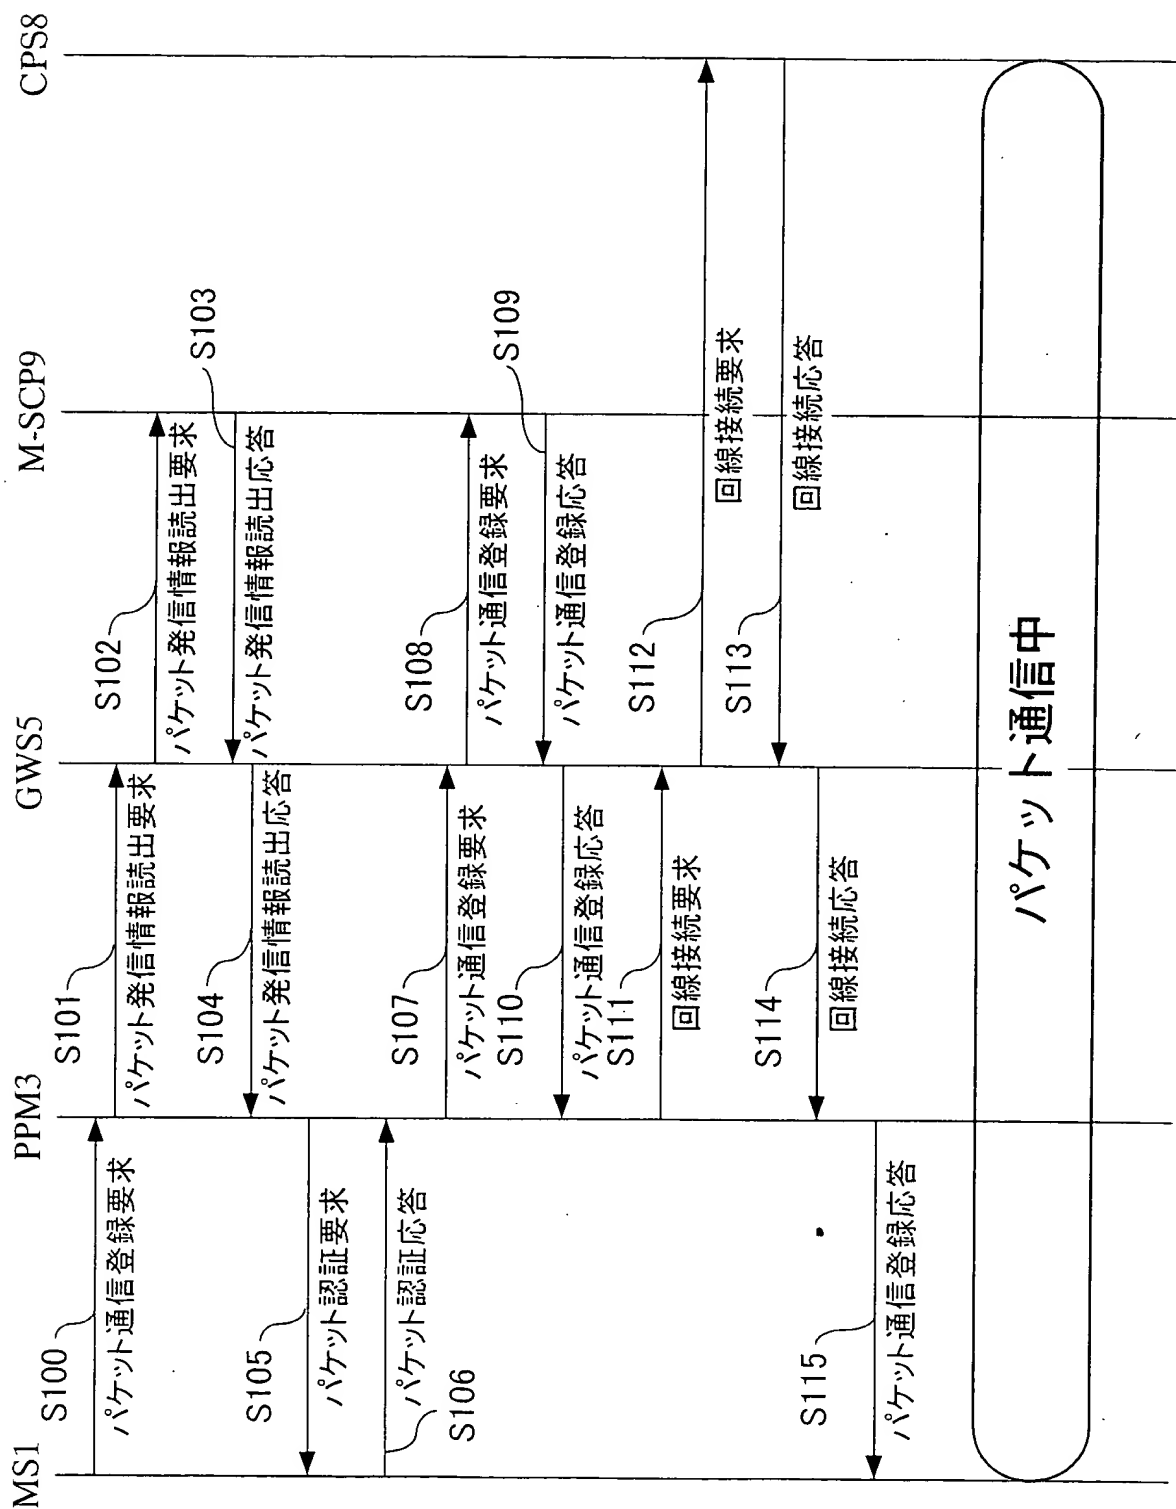 MS1
PPM3
GWS5
M-SCP9
CPS8
S100
パケット通信登録要求
S101
パケット発信情報読出要求
S102
パケット発信情報読出要求
S103
パケット発信情報読出応答
S104
パケット発信情報読出応答
S105
パケット認証要求
S106
パケット認証応答
S107
パケット通信登録要求
S108
パケット通信登録要求
S109
パケット通信登録応答
S110
パケット通信登録応答
S111
回線接続要求
S112
回線接続要求
S113
回線接続応答
S114
回線接続応答
S115
パケット通信登録応答
パケット通信中